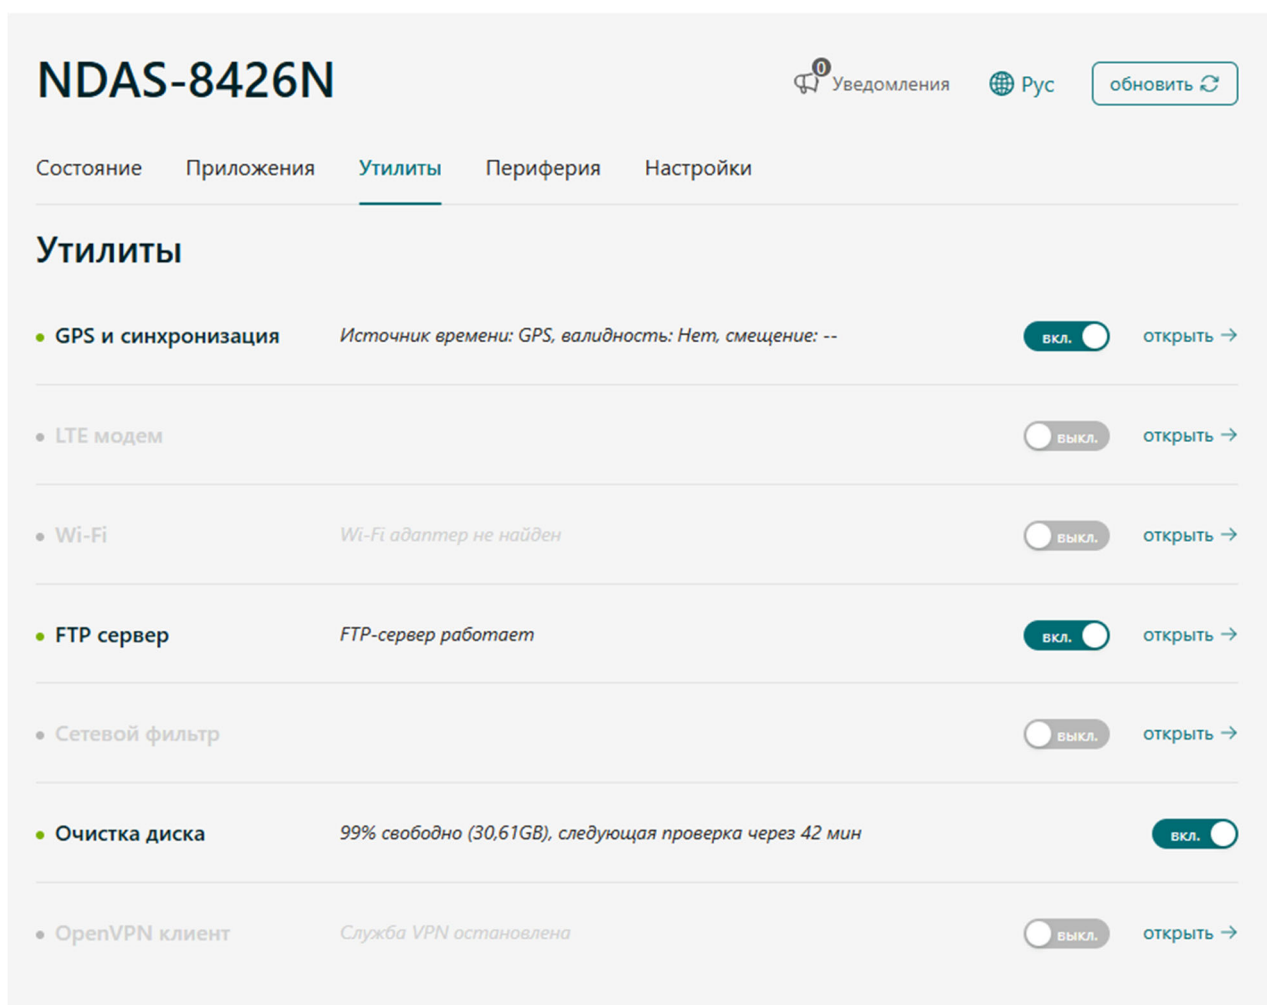 NDAS-8426N
0
Уведомления
Рус
обновить
Состояние Приложения Утилиты Периферия Настройки
Утилиты
GPS и синхронизация Источник времени: GPS, валидность: Нет, смещение: -- вкл. открыть →
LTE модем выкл. открыть →
Wi-Fi Wi-Fi адаптер не найден выкл. открыть →
FTP сервер FTP-сервер работает вкл. открыть →
Сетевой фильтр выкл. открыть →
Очистка диска 99% свободно (30,61GB), следующая проверка через 42 мин вкл.
OpenVPN клиент Служба VPN остановлена выкл. открыть →